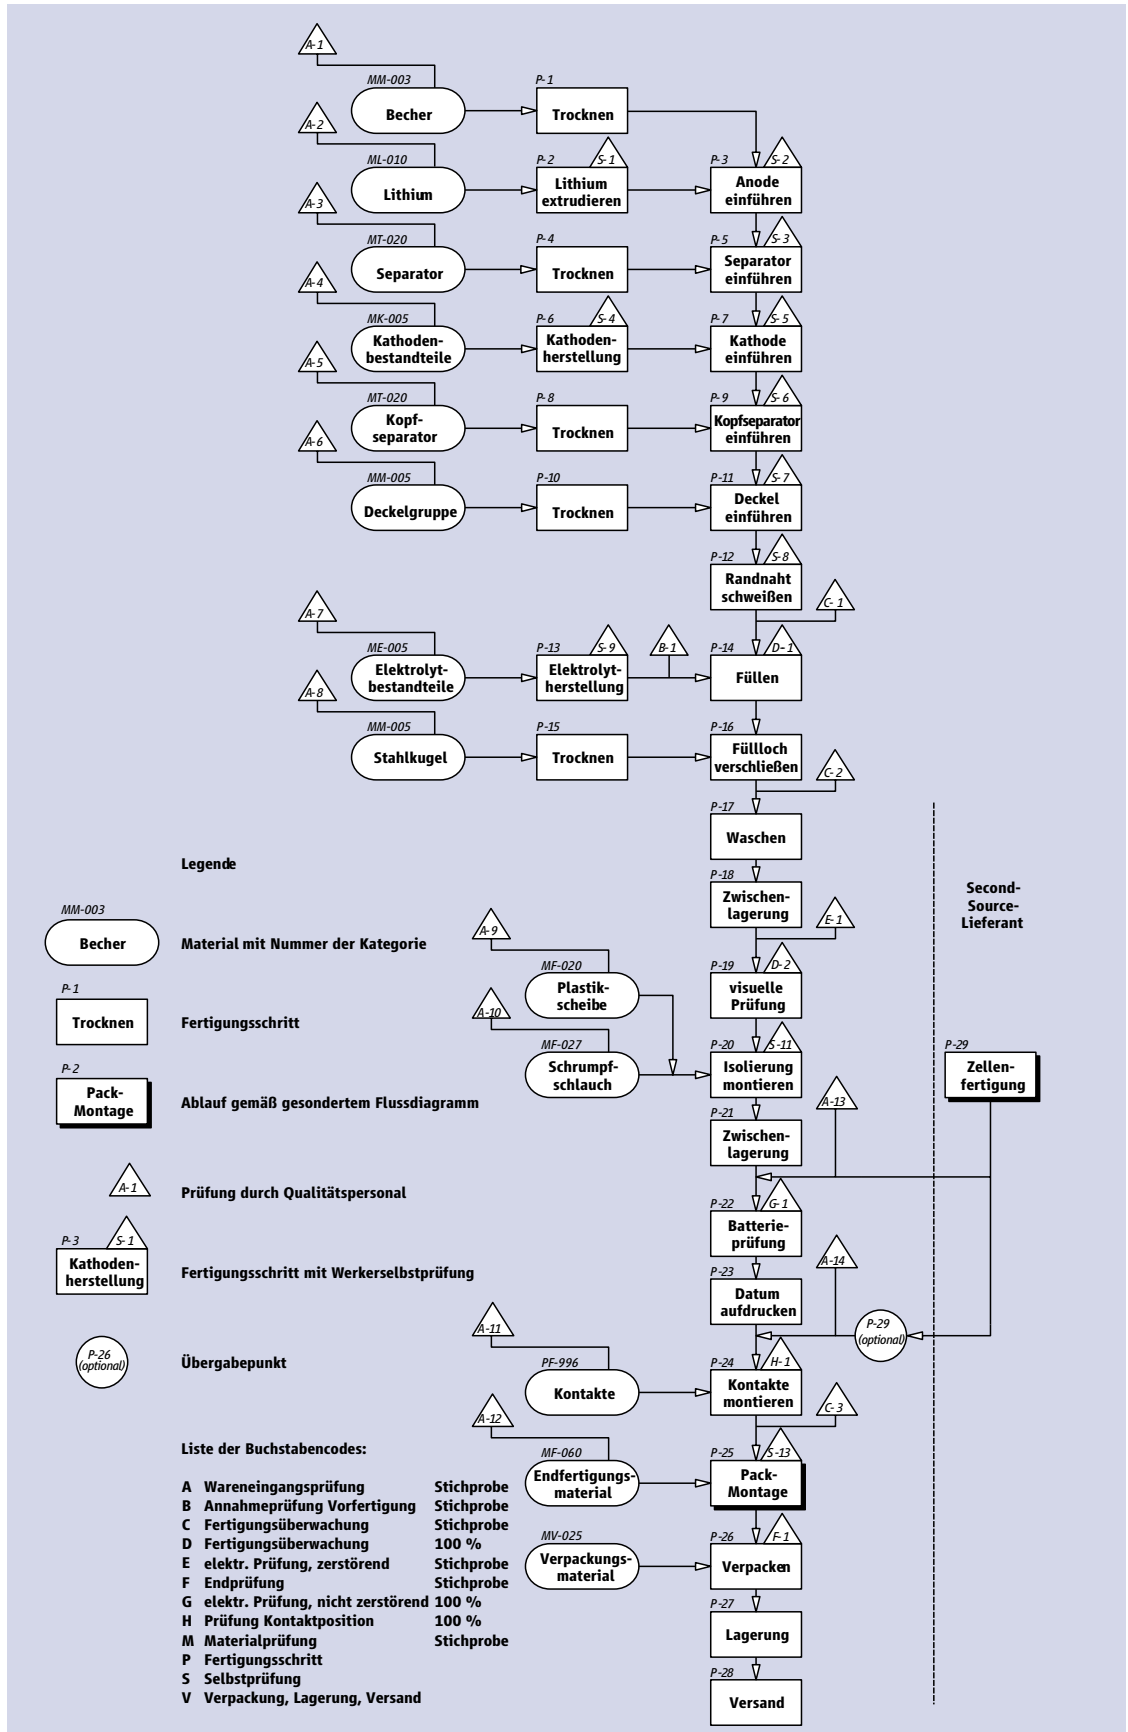 A-1
MM-003
P-1
Becher
Trocknen
A-2
ML-010
P-2
S-1
P-3
S-2
Lithium
Lithium
extrudieren
Anode
einführen
A-3
MT-020
P-4
P-5
S-3
Separator
Trocknen
Separator
einführen
A-4
MK-005
P-6
S-4
P-7
S-5
Kathoden-
bestandteile
Kathoden-
herstellung
Kathode
einführen
A-5
MT-020
P-8
P-9
S-6
Kopf-
separator
Trocknen
Kopfseparator
einführen
A-6
MM-005
P-10
P-11
S-7
Deckelgruppe
Trocknen
Deckel
einführen
P-12
S-8
Randnaht
schweißen
C-1
A-7
ME-005
P-13
S-9
B-1
P-14
D-1
Elektrolyt-
bestandteile
Elektrolyt-
herstellung
Füllen
A-8
MM-005
P-15
P-16
Stahlkugel
Trocknen
Füllloch
verschließen
C-2
P-17
Waschen
P-18
Zwischen-
lagerung
E-1
Second-
Source-
Lieferant
A-9
MF-020
P-19
D-2
Plastik-
scheibe
visuelle
Prüfung
A-10
MF-027
P-20
S-11
P-29
Schrumpf-
schlauch
Isolierung
montieren
Zellen-
fertigung
P-21
A-13
Zwischen-
lagerung
P-22
G-1
Batterie-
prüfung
P-23
A-14
Datum
aufdrucken
P-29
(optional)
A-11
PF-996
P-24
H-1
Kontakte
Kontakte
montieren
C-3
A-12
MF-060
P-25
S-13
Endfertigungs-
material
Pack-
Montage
MV-025
P-26
F-1
Verpackungs-
material
Verpacken
P-27
Lagerung
P-28
Versand
Legende
MM-003
Becher
Material mit Nummer der Kategorie
P-1
Trocknen
Fertigungsschritt
P-2
Pack-
Montage
Ablauf gemäß gesondertem Flussdiagramm
A-1
Prüfung durch Qualitätspersonal
P-3
S-1
Kathoden-
herstellung
Fertigungsschritt mit Werkerselbstprüfung
P-26
(optional)
Übergabepunkt
Liste der Buchstabencodes:
A Wareneingangsprüfung Stichprobe
B Annahmeprüfung Vorfertigung Stichprobe
C Fertigungsüberwachung Stichprobe
D Fertigungsüberwachung 100 %
E elektr. Prüfung, zerstörend Stichprobe
F Endprüfung Stichprobe
G elektr. Prüfung, nicht zerstörend 100 %
H Prüfung Kontaktposition 100 %
M Materialprüfung Stichprobe
P Fertigungsschritt
S Selbstprüfung
V Verpackung, Lagerung, Versand